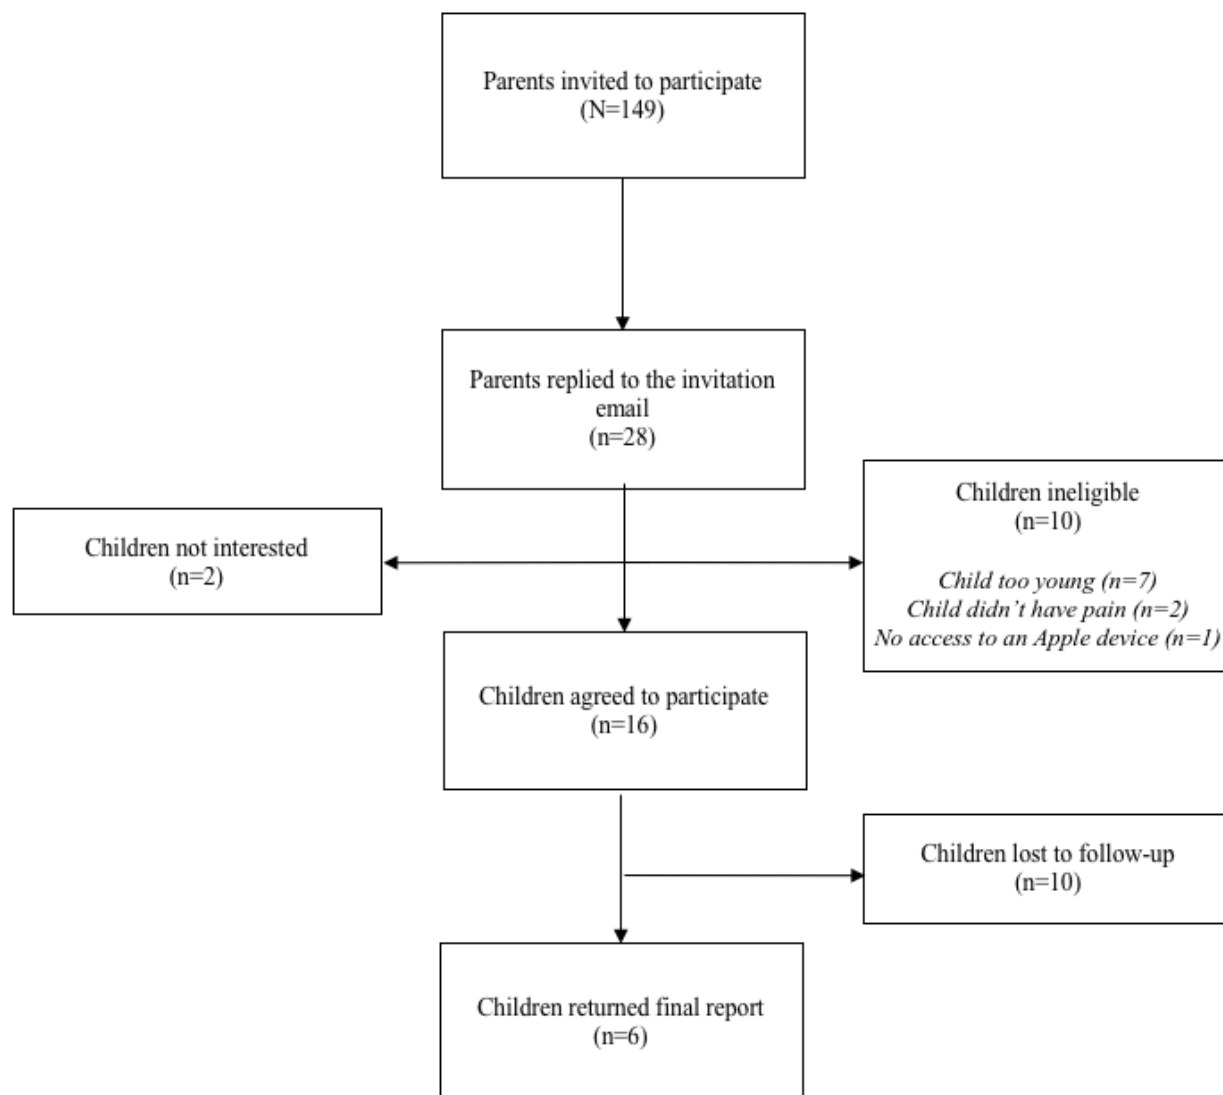 Parents invited to participate
(N=149)
Parents replied to the invitation
email
(n=28)
Children ineligible
(n=10)
Child too young (n=7)
Child didn’t have pain (n=2)
No access to an Apple device (n=1)
Children not interested
(n=2)
Children agreed to participate
(n=16)
Children lost to follow-up
(n=10)
Children returned final report
(n=6)